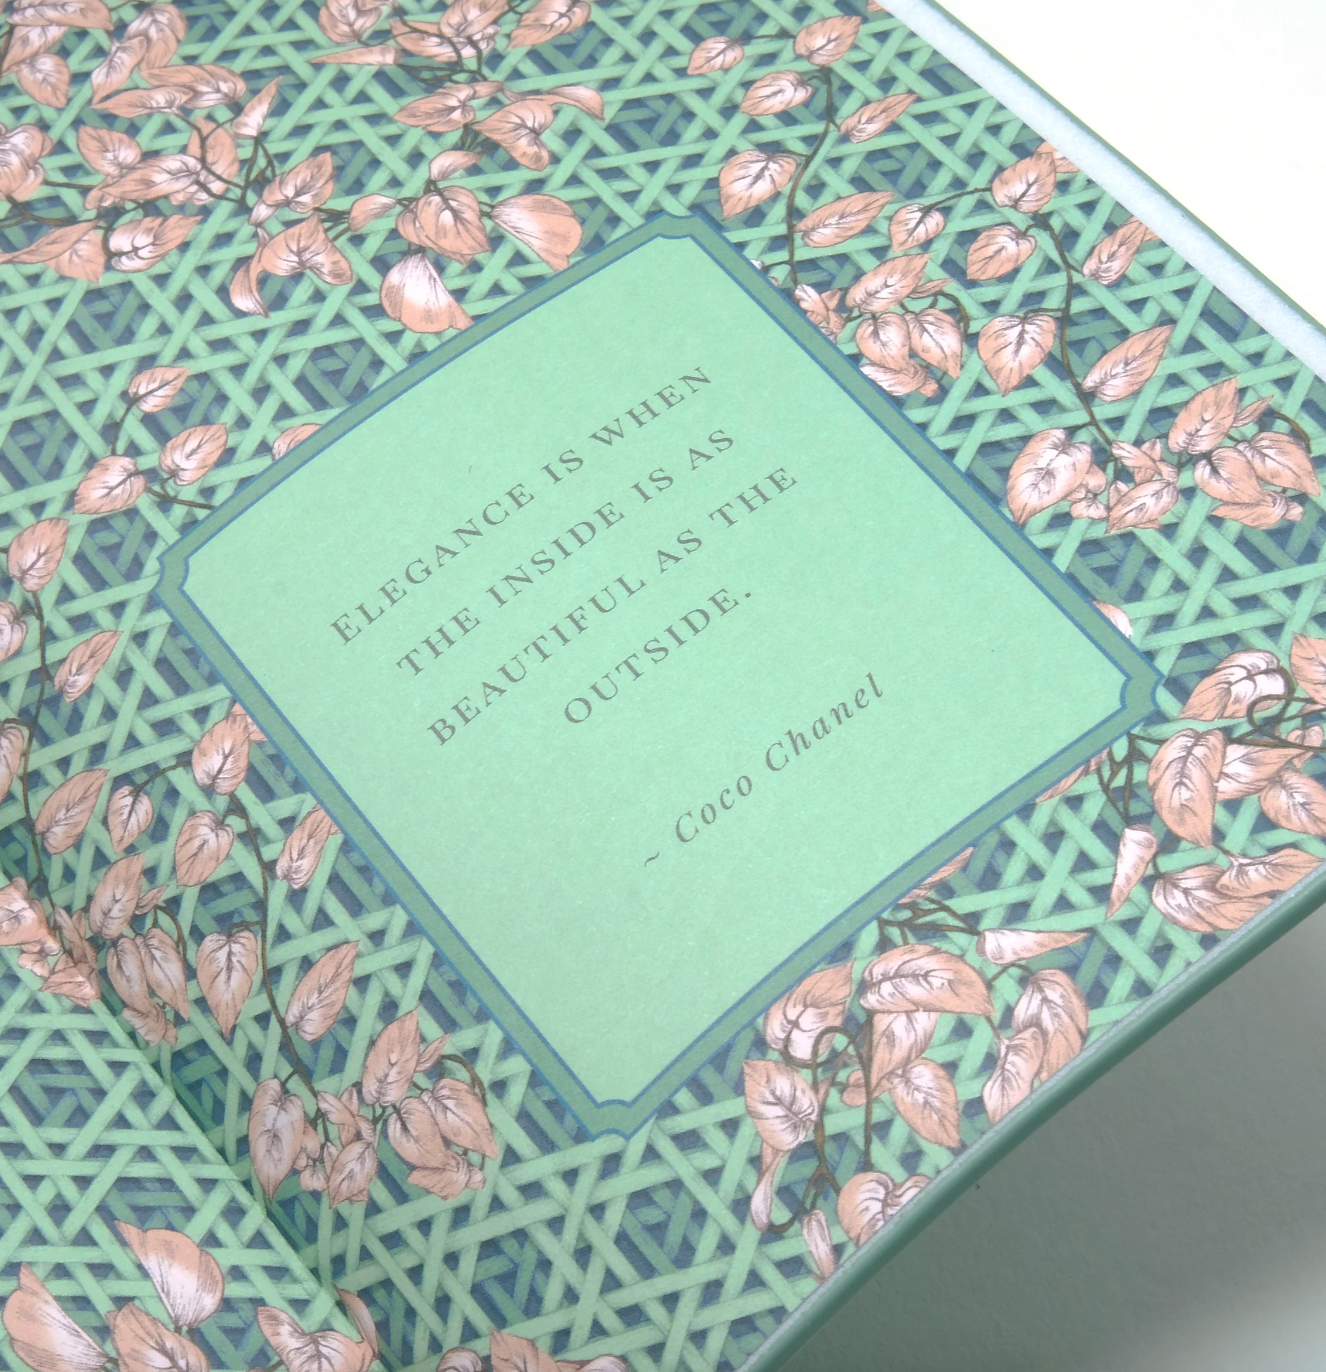 ELEGANCE IS WHEN
THE INSIDE IS AS
BEAUTIFUL AS THE
OUTSIDE.
~ Coco Chanel